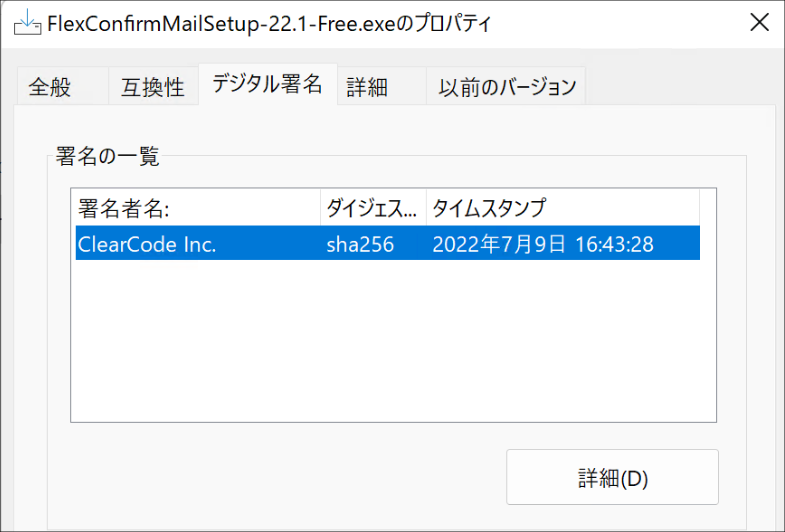 FlexConfirmMailSetup-22.1-Free.exeのプロパティ
全般 互換性 デジタル署名 詳細 以前のバージョン
署名の一覧
署名者名: ダイジェス... タイムスタンプ
ClearCode Inc. sha256 2022年7月9日 16:43:28
詳細(D)